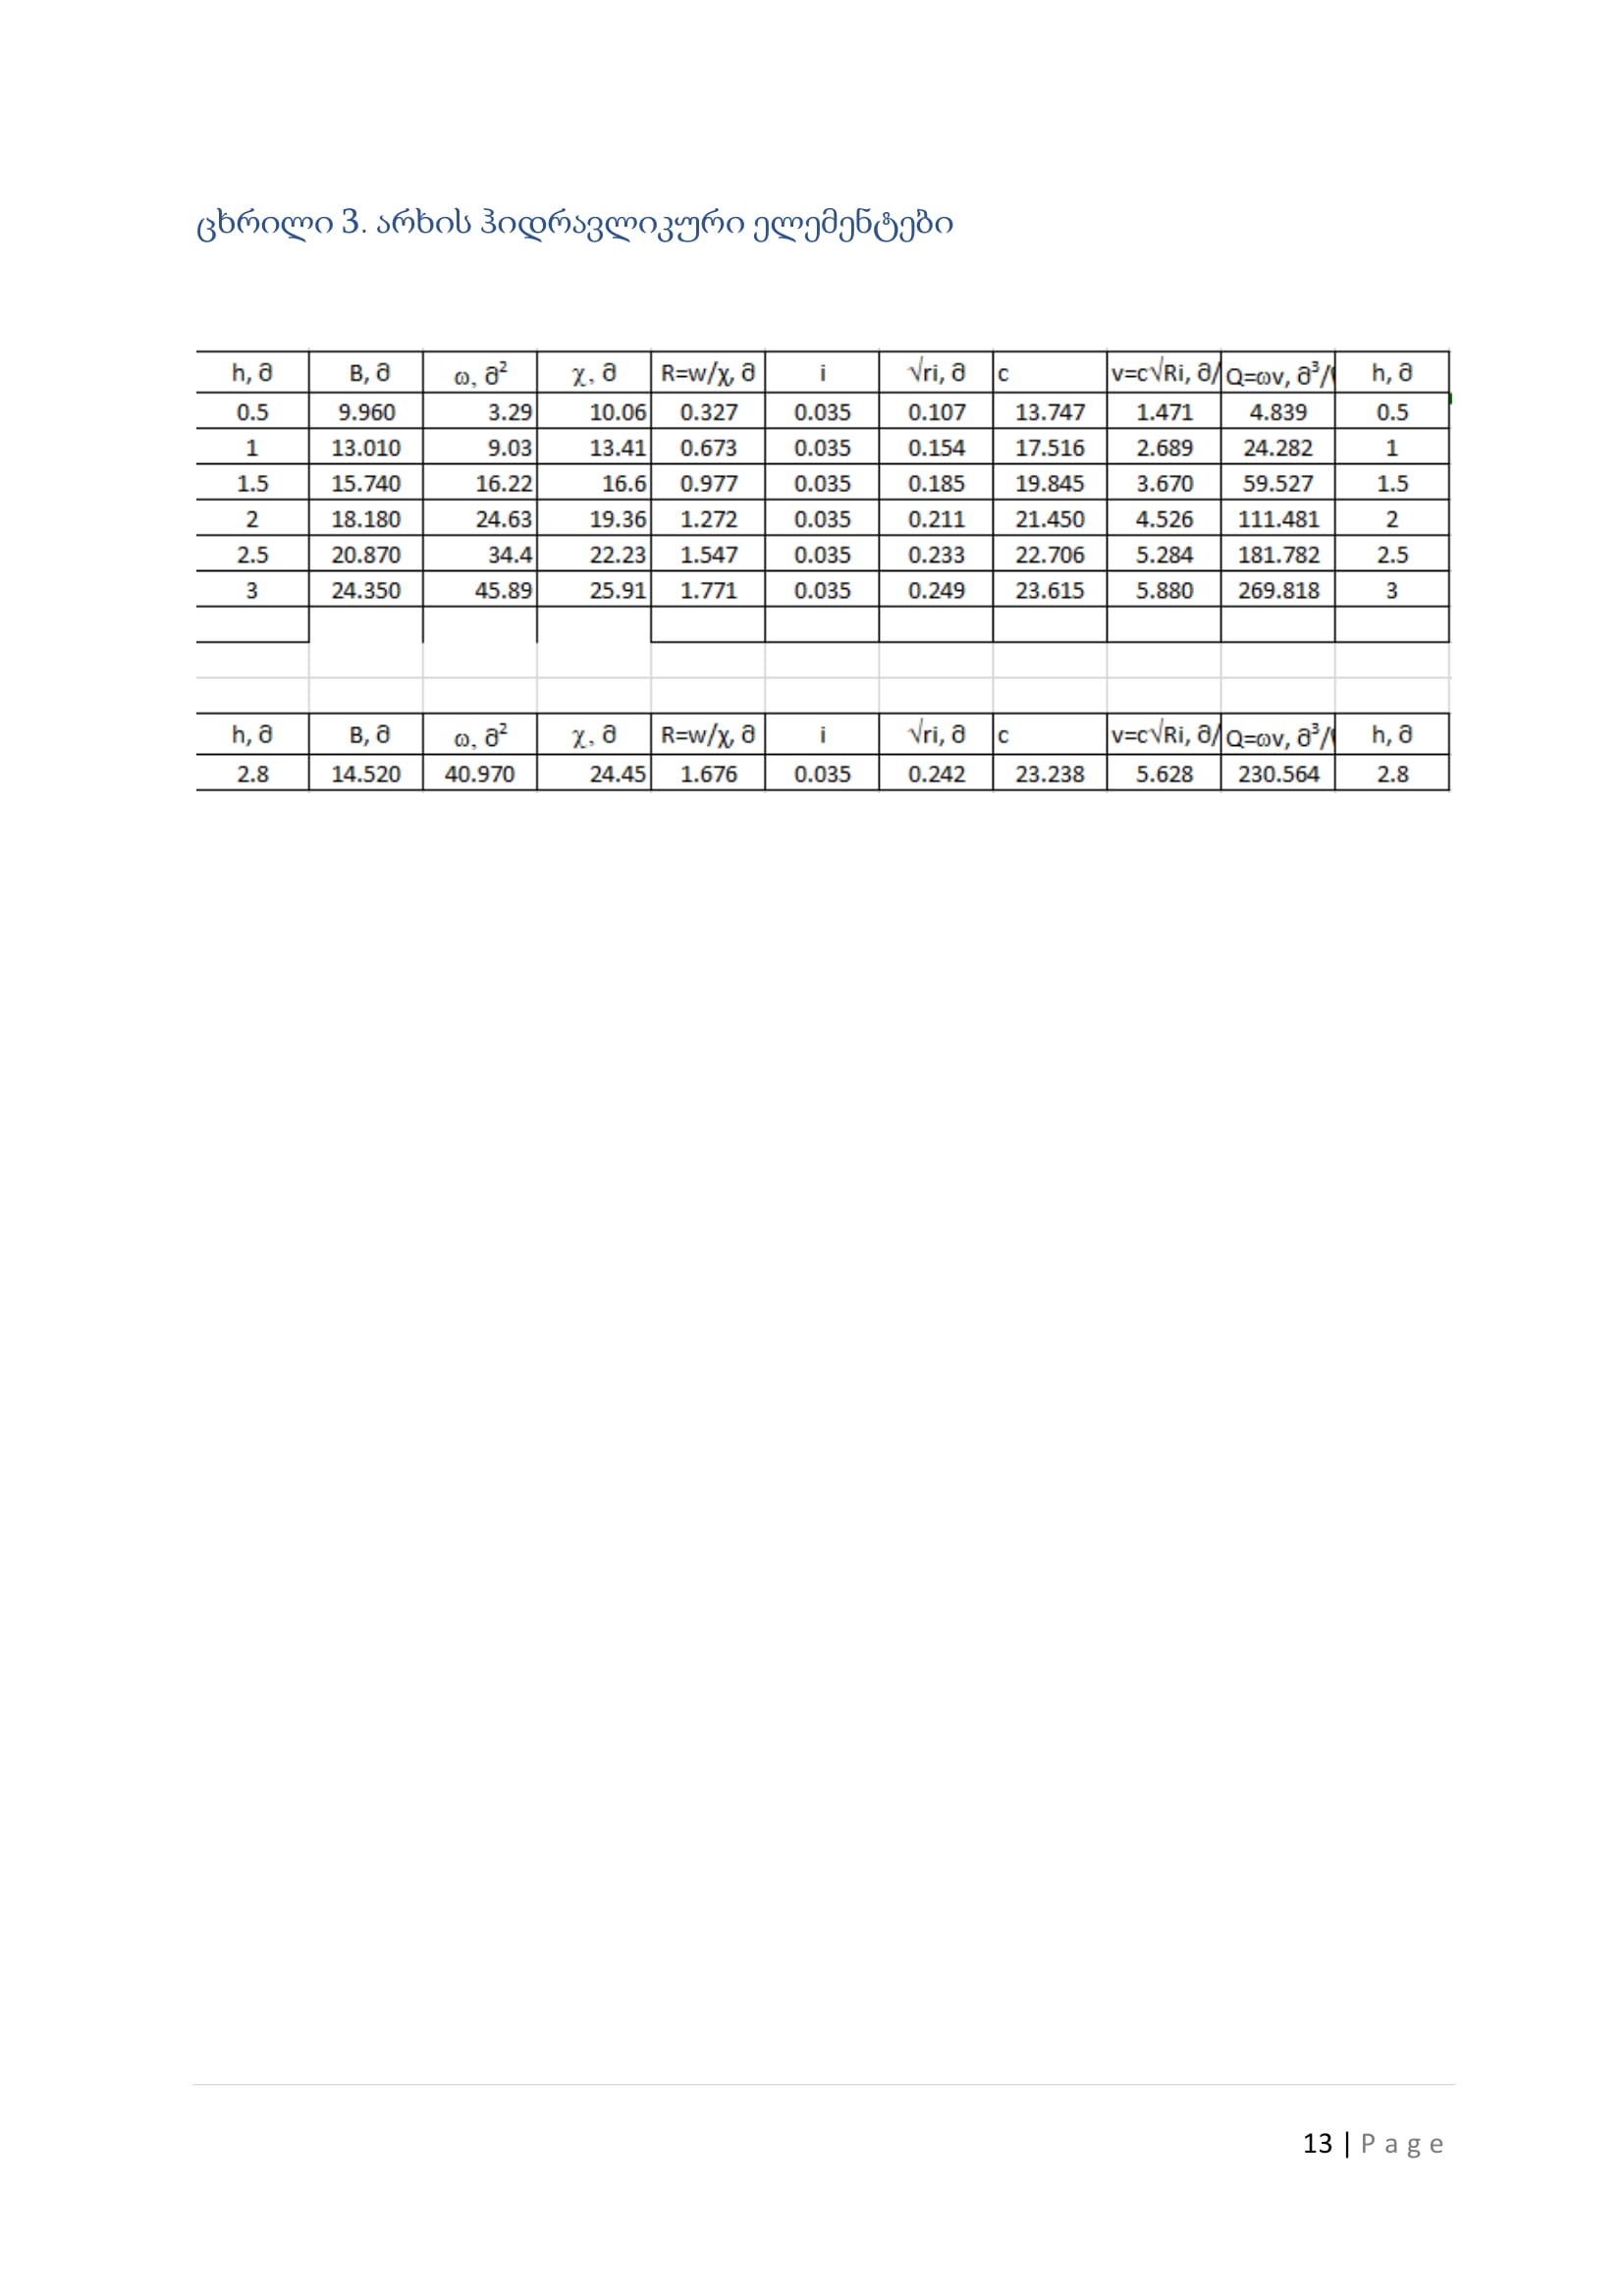 ცხრილი 3. არხის ჰიდრავლიკური ელემენტები
h, მ B, მ ω, მ² χ, მ R=w/χ, მ i √ri, მ c v=c√Ri, მ/ Q=ωv, მ³/ h, მ
0.5 9.960 3.29 10.06 0.327 0.035 0.107 13.747 1.471 4.839 0.5
1 13.010 9.03 13.41 0.673 0.035 0.154 17.516 2.689 24.282 1
1.5 15.740 16.22 16.6 0.977 0.035 0.185 19.845 3.670 59.527 1.5
2 18.180 24.63 19.36 1.272 0.035 0.211 21.450 4.526 111.481 2
2.5 20.870 34.4 22.23 1.547 0.035 0.233 22.706 5.284 181.782 2.5
3 24.350 45.89 25.91 1.771 0.035 0.249 23.615 5.880 269.818 3
h, მ B, მ ω, მ² χ, მ R=w/χ, მ i √ri, მ c v=c√Ri, მ/ Q=ωv, მ³/ h, მ
2.8 14.520 40.970 24.45 1.676 0.035 0.242 23.238 5.628 230.564 2.8
13 | Page